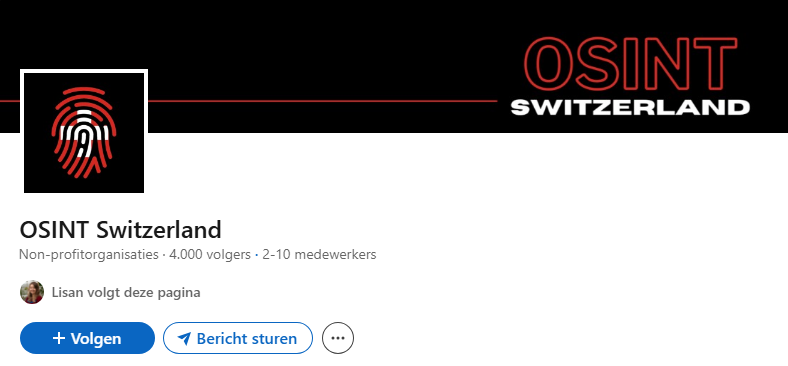 OSINT
SWITZERLAND
OSINT Switzerland
Non-profitorganisaties · 4.000 volgers · 2-10 medewerkers
Lisan volgt deze pagina
+ Volgen
Bericht sturen